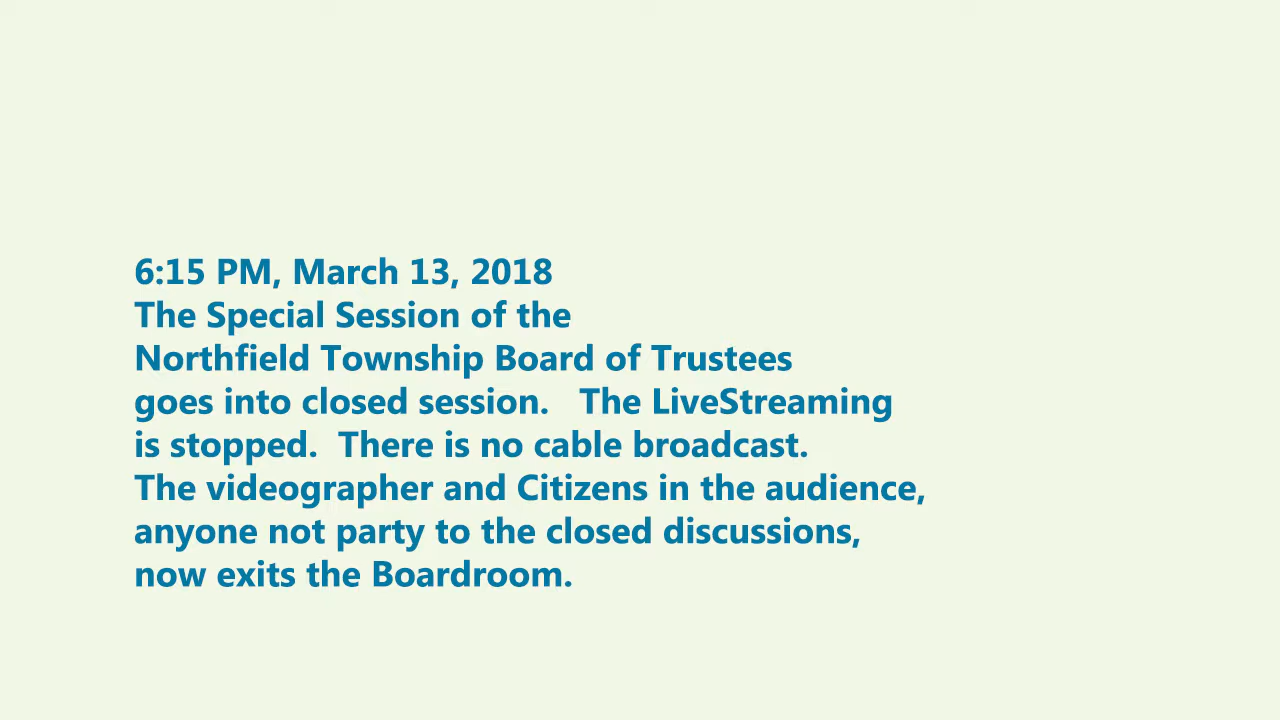 6:15 PM, March 13, 2018
The Special Session of the
Northfield Township Board of Trustees
goes into closed session.   The LiveStreaming
is stopped.  There is no cable broadcast.
The videographer and Citizens in the audience,
anyone not party to the closed discussions,
now exits the Boardroom.